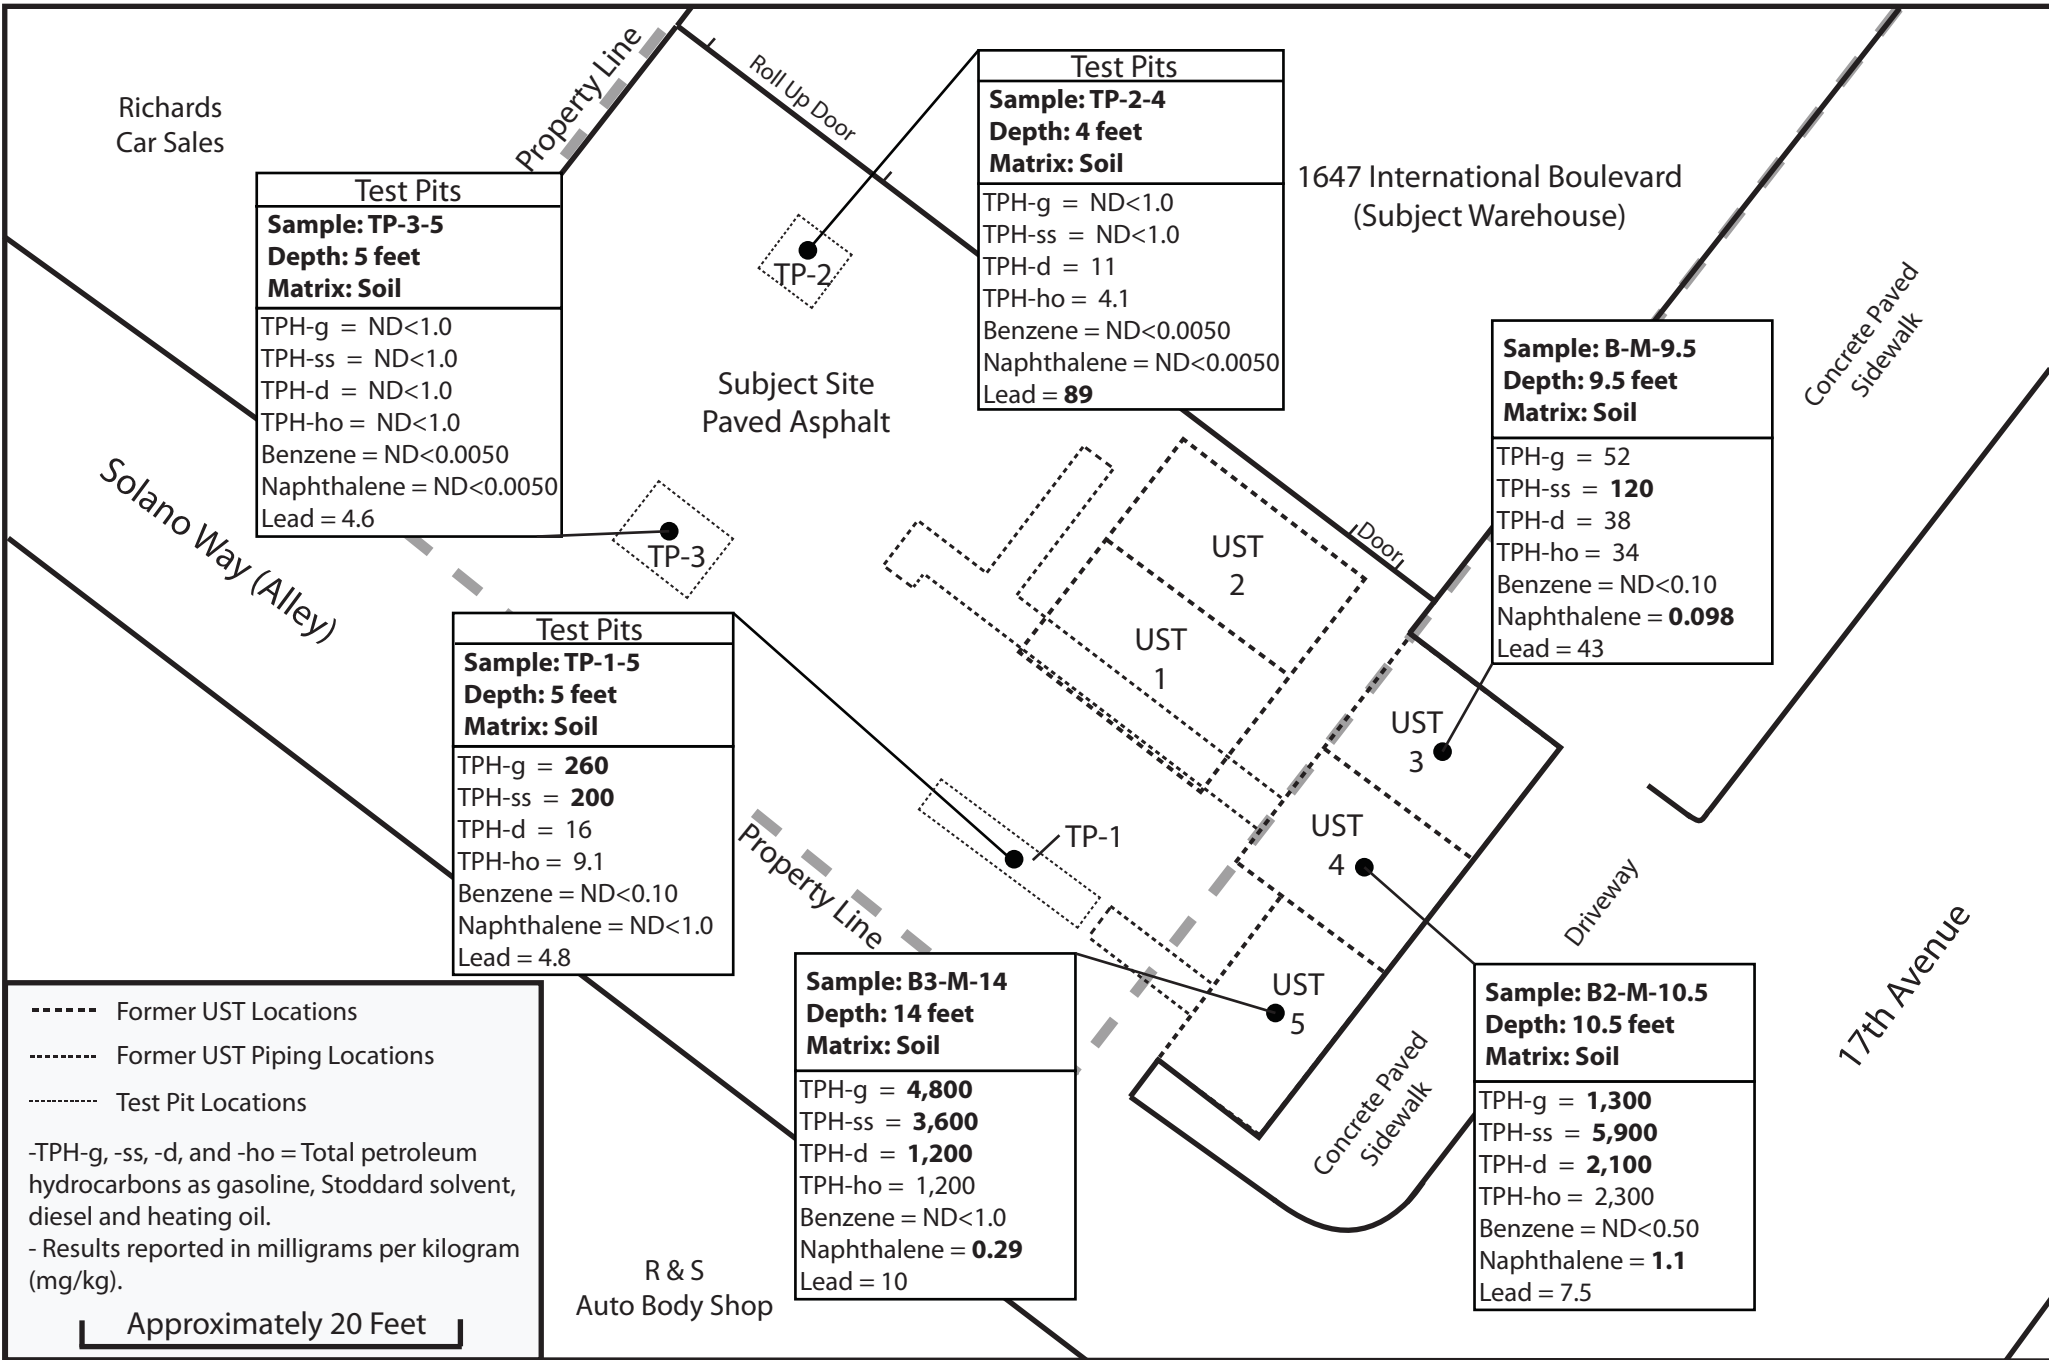 Richards
Car Sales
Property Line
Roll Up Door
Test Pits
Sample: TP-2-4
Depth: 4 feet
Matrix: Soil
TPH-g = ND<1.0
TPH-ss = ND<1.0
TPH-d = 11
TPH-ho = 4.1
Benzene = ND<0.0050
Naphthalene = ND<0.0050
Lead = 89
1647 International Boulevard
(Subject Warehouse)
Test Pits
Sample: TP-3-5
Depth: 5 feet
Matrix: Soil
TPH-g = ND<1.0
TPH-ss = ND<1.0
TPH-d = ND<1.0
TPH-ho = ND<1.0
Benzene = ND<0.0050
Naphthalene = ND<0.0050
Lead = 4.6
TP-2
Subject Site
Paved Asphalt
Concrete Paved
Sidewalk
Sample: B-M-9.5
Depth: 9.5 feet
Matrix: Soil
TPH-g = 52
TPH-ss = 120
TPH-d = 38
TPH-ho = 34
Benzene = ND<0.10
Naphthalene = 0.098
Lead = 43
Solano Way (Alley)
TP-3
UST
2
Door
UST
1
UST
3
Test Pits
Sample: TP-1-5
Depth: 5 feet
Matrix: Soil
TPH-g = 260
TPH-ss = 200
TPH-d = 16
TPH-ho = 9.1
Benzene = ND<0.10
Naphthalene = ND<1.0
Lead = 4.8
TP-1
UST
4
Property Line
Driveway
17th Avenue
UST
5
Sample: B3-M-14
Depth: 14 feet
Matrix: Soil
TPH-g = 4,800
TPH-ss = 3,600
TPH-d = 1,200
TPH-ho = 1,200
Benzene = ND<1.0
Naphthalene = 0.29
Lead = 10
Concrete Paved
Sidewalk
Sample: B2-M-10.5
Depth: 10.5 feet
Matrix: Soil
TPH-g = 1,300
TPH-ss = 5,900
TPH-d = 2,100
TPH-ho = 2,300
Benzene = ND<0.50
Naphthalene = 1.1
Lead = 7.5
Former UST Locations
Former UST Piping Locations
Test Pit Locations
-TPH-g, -ss, -d, and -ho = Total petroleum
hydrocarbons as gasoline, Stoddard solvent,
diesel and heating oil.
- Results reported in milligrams per kilogram
(mg/kg).
Approximately 20 Feet
R & S
Auto Body Shop